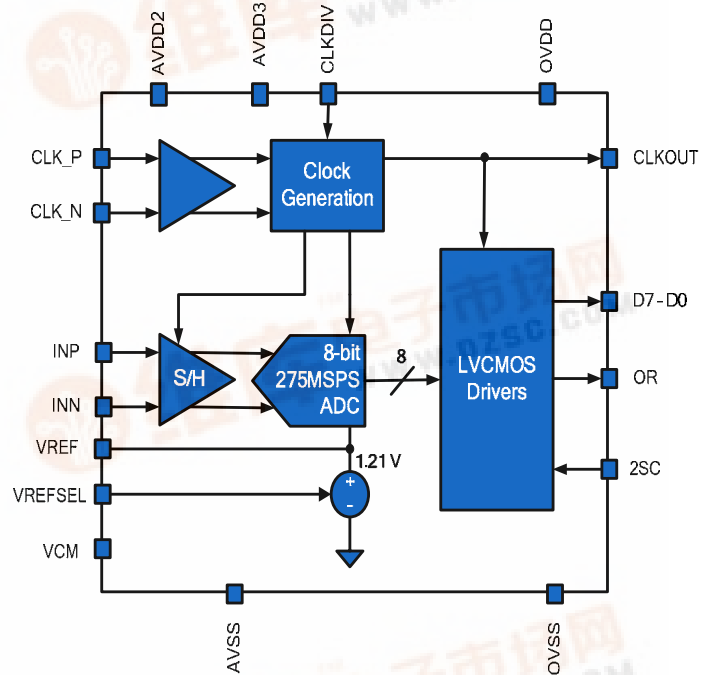 AVDD2
AVDD3
CLKDIV
OVDD
CLK_P
CLK_N
Clock
Generation
CLKOUT
D7-D0
INP
INN
S/H
8-bit
275MSPS
ADC
8
LVCMOS
Drivers
OR
VREF
1.21 V
+
-
2SC
VREFSEL
VCM
AVSS
OVSS